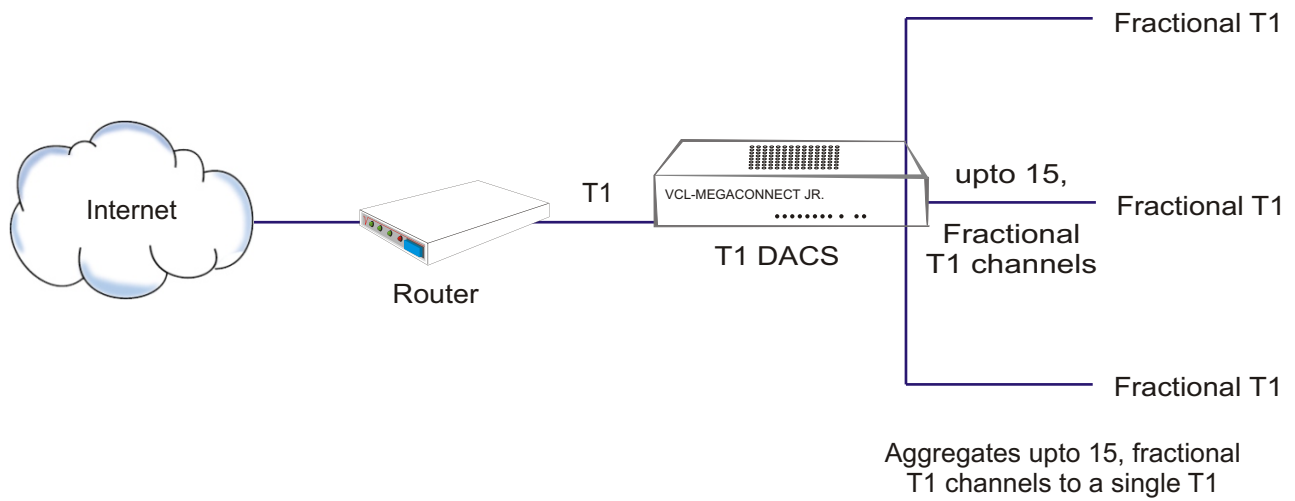 Fractional T1
Internet
T1
VCL-MEGACONNECT JR.
upto 15,
Fractional T1
Fractional
T1 channels
T1 DACS
Router
Fractional T1
Aggregates upto 15, fractional
T1 channels to a single T1